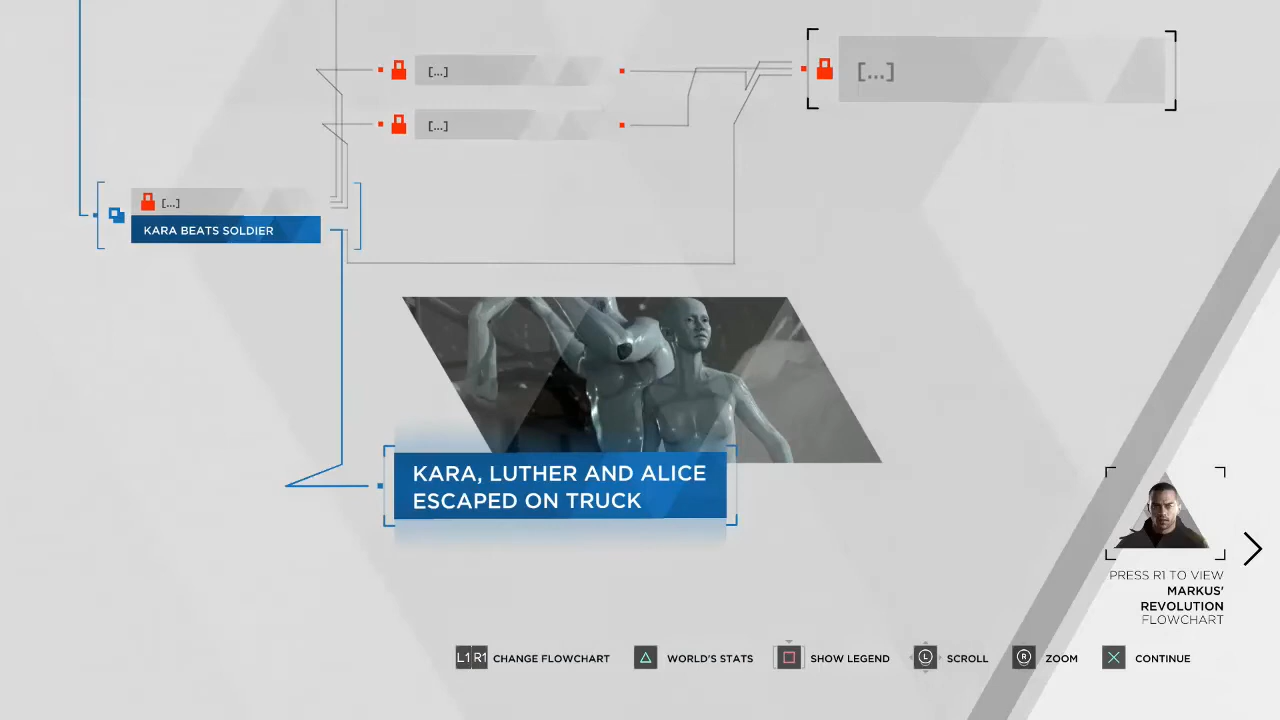 [...]
[...]
[...]
[...]
KARA BEATS SOLDIER
KARA, LUTHER AND ALICE
ESCAPED ON TRUCK
PRESS R1 TO VIEW
MARKUS'
REVOLUTION
FLOWCHART
L1 R1 CHANGE FLOWCHART
WORLD'S STATS
SHOW LEGEND
L SCROLL
R ZOOM
CONTINUE